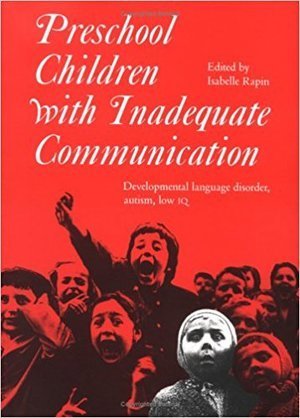 Preschool
Children
with Inadequate
Communication
Edited by
Isabelle Rapin
Developmental language disorder,
autism, low IQ